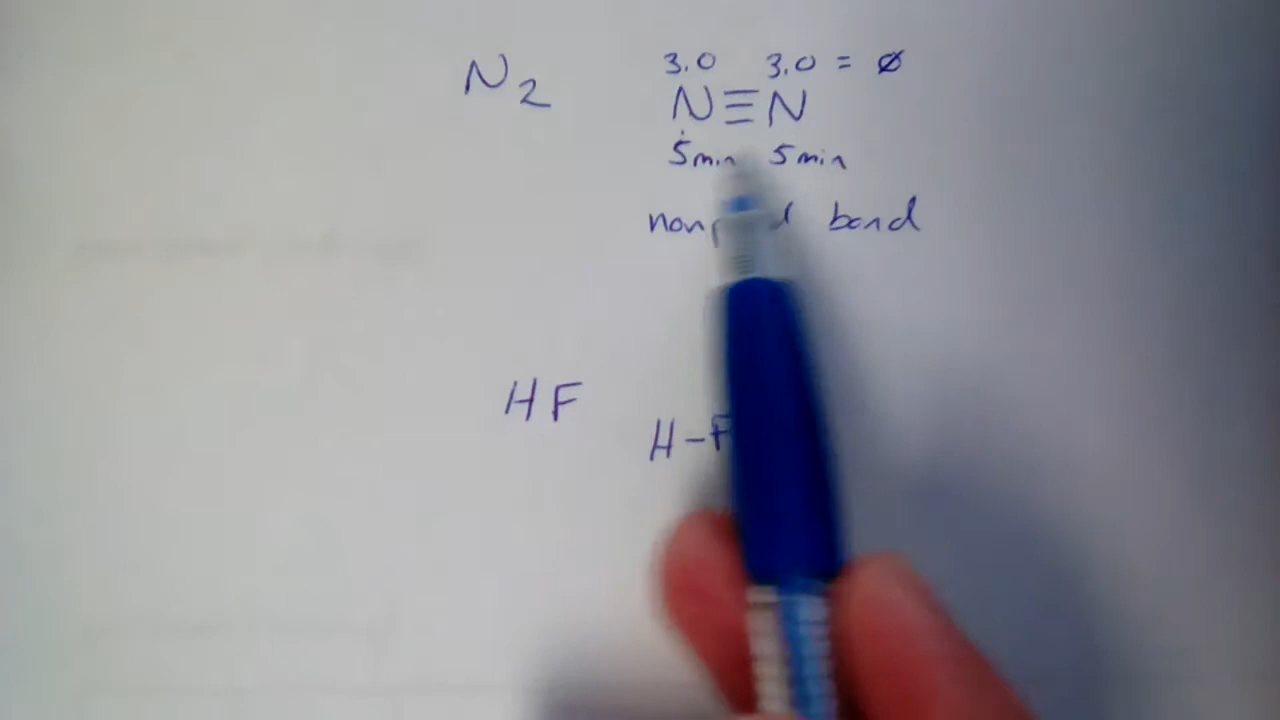 N2
3.0 3.0 = ∅
N≡N
5min 5min
bond
HF
H-F